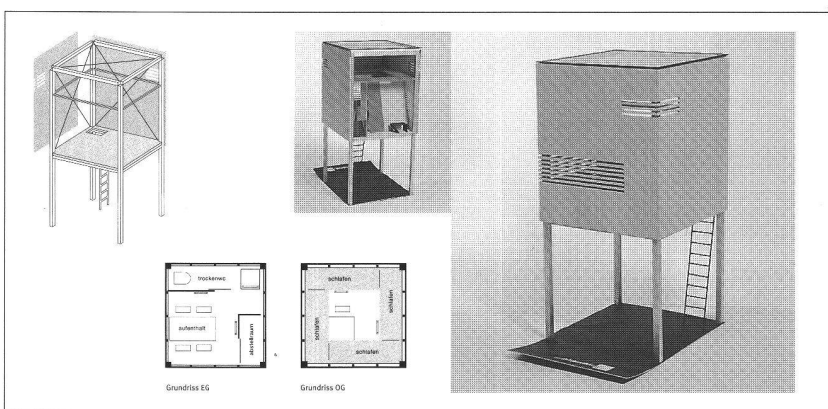 trockenwc
aufenthalt
abstellraum
schlafen
schlafen
schlafen
schlafen
Grundriss EG
Grundriss OG